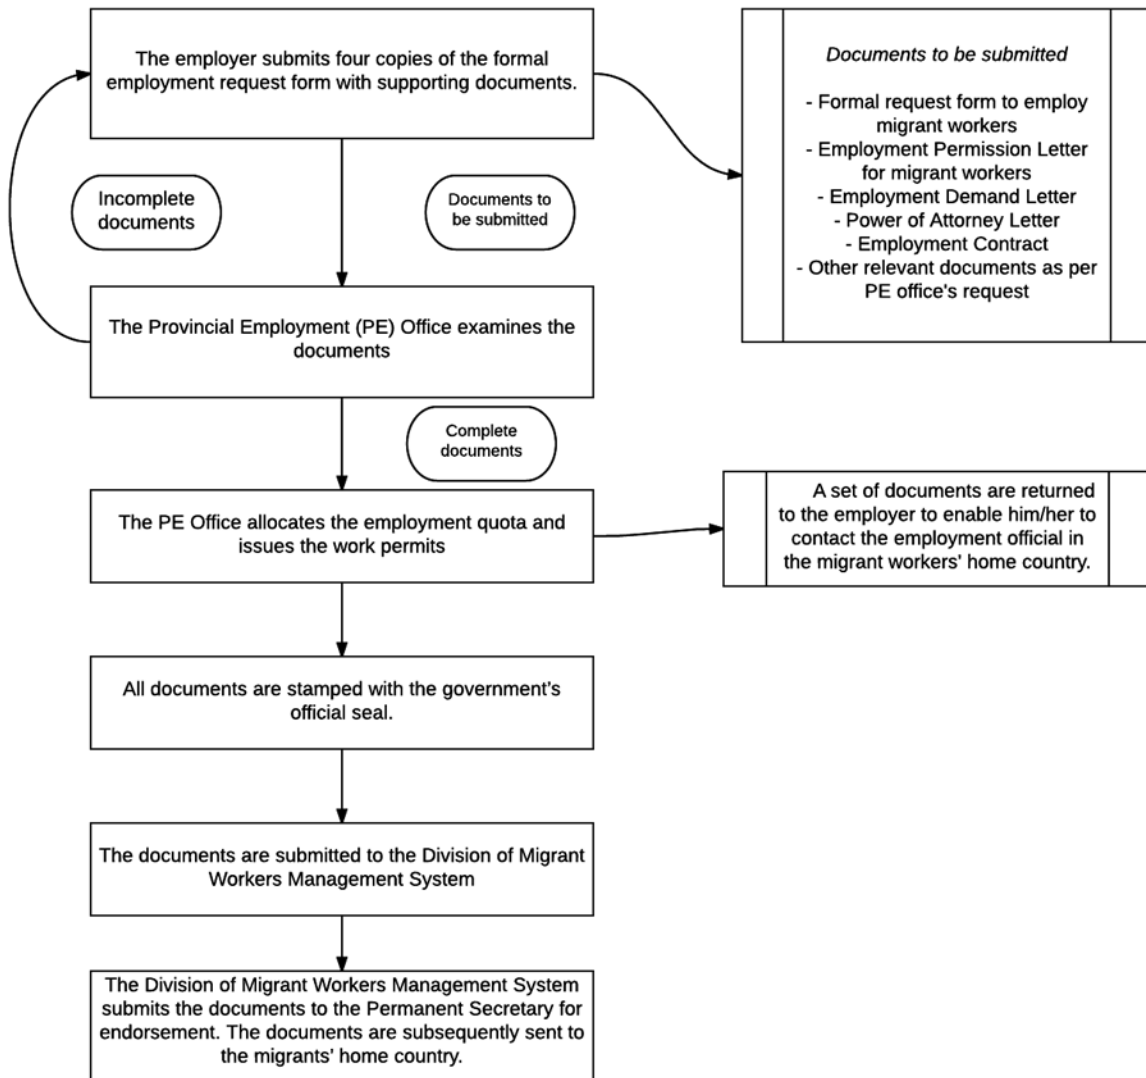 The employer submits four copies of the formal
employment request form with supporting documents.
Documents to be submitted
- Formal request form to employ
migrant workers
- Employment Permission Letter
for migrant workers
- Employment Demand Letter
- Power of Attorney Letter
- Employment Contract
- Other relevant documents as per
PE office's request
Incomplete
documents
Documents to
be submitted
The Provincial Employment (PE) Office examines the
documents
Complete
documents
The PE Office allocates the employment quota and
issues the work permits
A set of documents are returned
to the employer to enable him/her to
contact the employment official in
the migrant workers' home country.
All documents are stamped with the government’s
official seal.
The documents are submitted to the Division of Migrant
Workers Management System
The Division of Migrant Workers Management System
submits the documents to the Permanent Secretary for
endorsement. The documents are subsequently sent to
the migrants' home country.